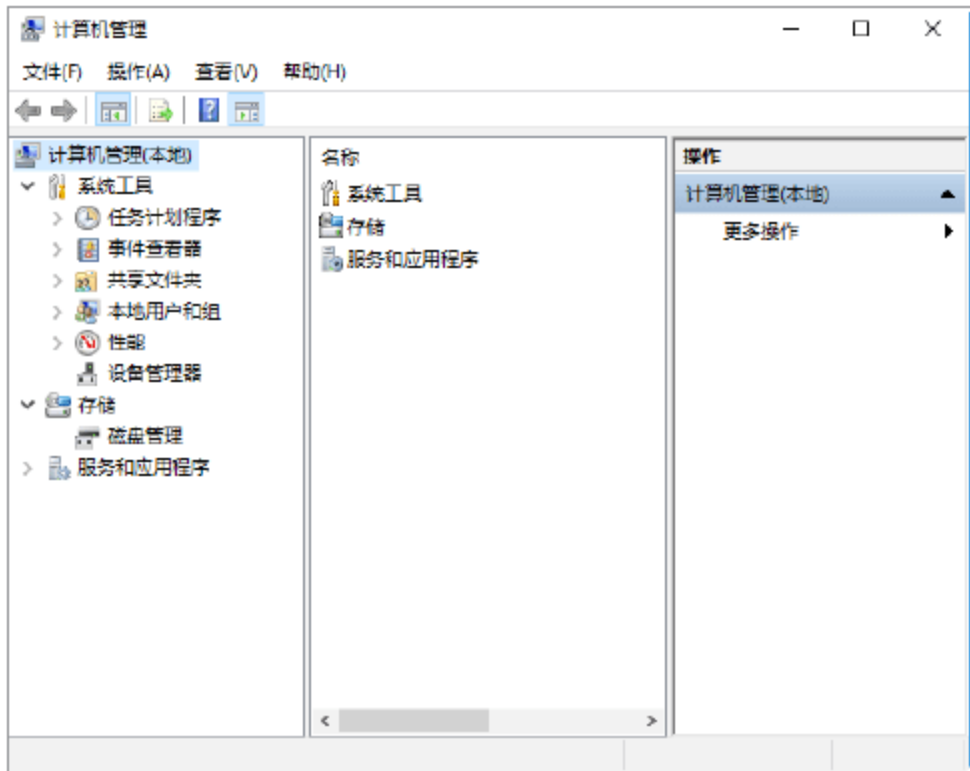 计算机管理
文件(F) 操作(A) 查看(V) 帮助(H)
计算机管理(本地)
系统工具
任务计划程序
事件查看器
共享文件夹
本地用户和组
性能
设备管理器
存储
磁盘管理
服务和应用程序
名称
系统工具
存储
服务和应用程序
操作
计算机管理(本地)
更多操作